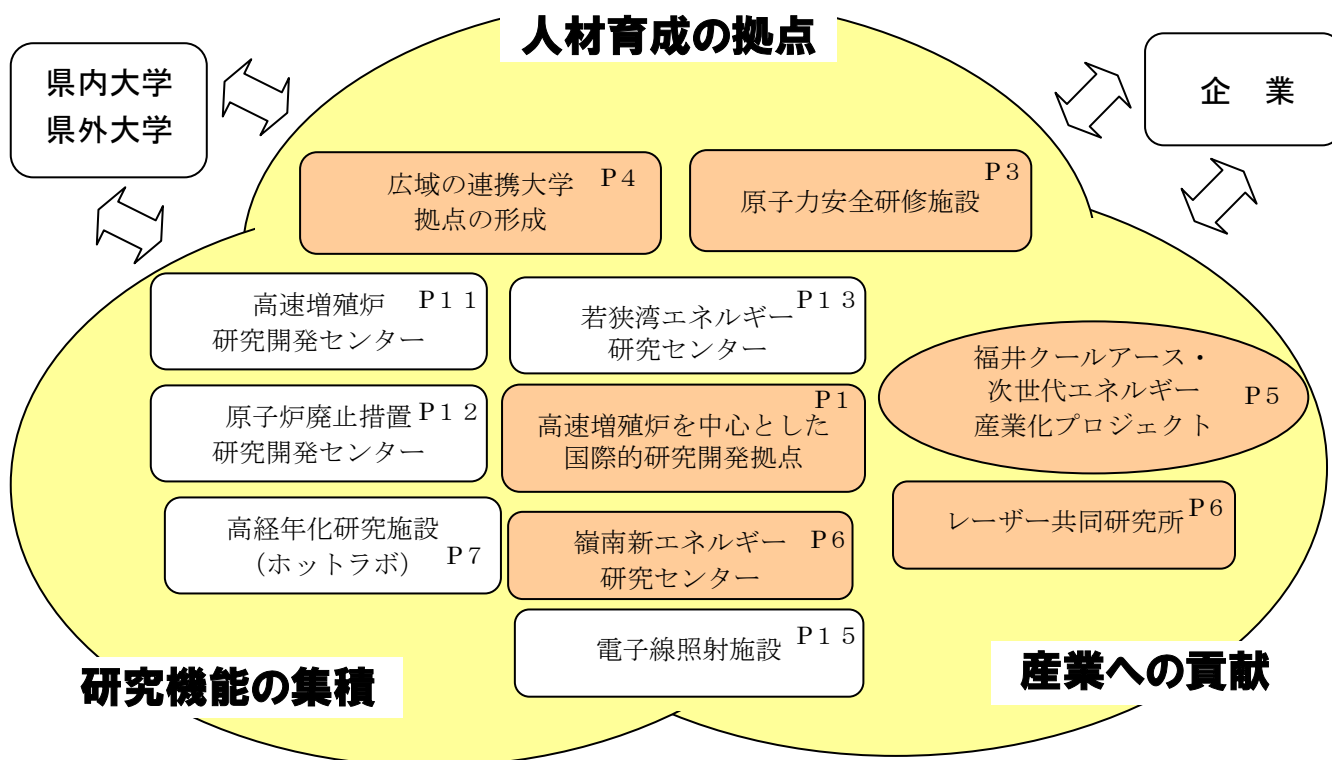 人材育成の拠点
県内大学
県外大学
企　業
広域の連携大学 P4
拠点の形成
原子力安全研修施設 P3
高速増殖炉 P11
研究開発センター
若狭湾エネルギー P13
研究センター
福井クールアース・
次世代エネルギー P5
産業化プロジェクト
原子炉廃止措置 P12
研究開発センター
高速増殖炉を中心とした P1
国際的研究開発拠点
高経年化研究施設
（ホットラボ） P7
嶺南新エネルギー P6
研究センター
レーザー共同研究所 P6
電子線照射施設 P15
研究機能の集積
産業への貢献